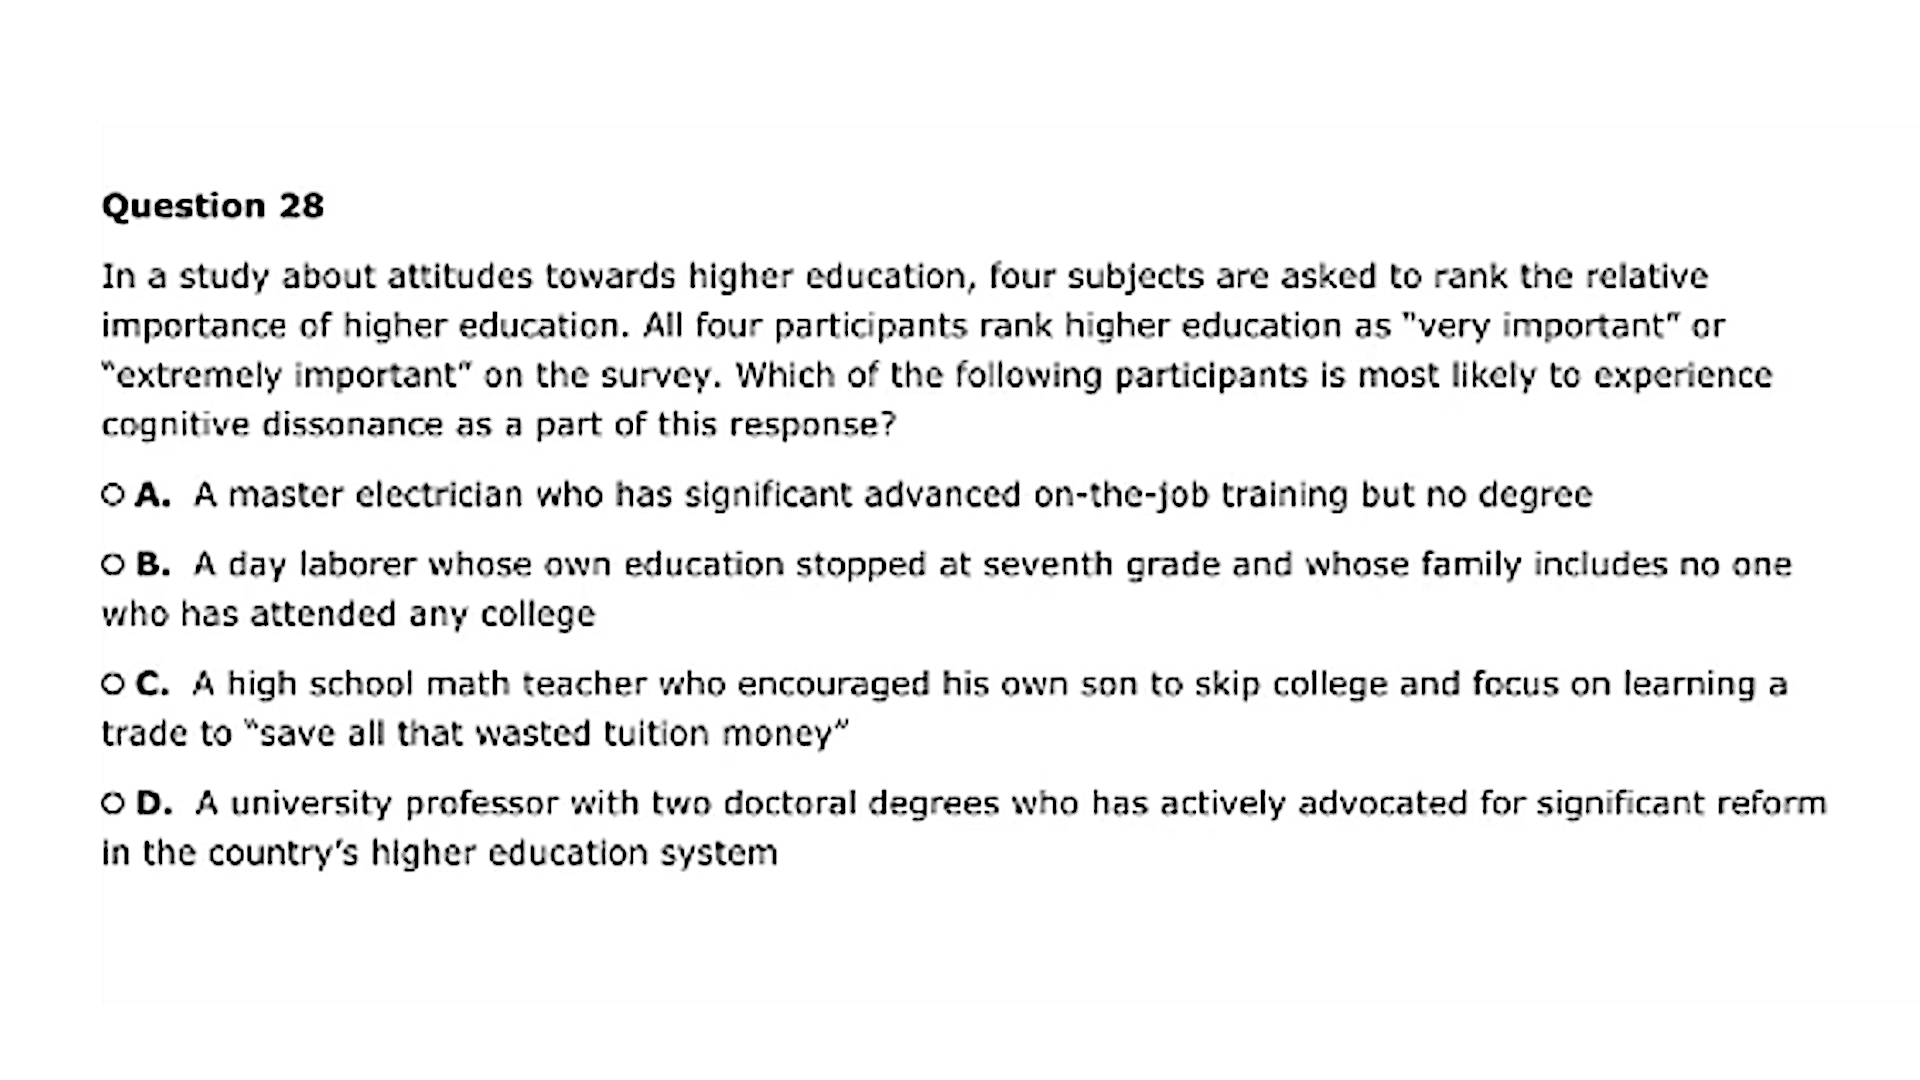 Question 28
In a study about attitudes towards higher education, four subjects are asked to rank the relative
importance of higher education. All four participants rank higher education as "very important" or
"extremely important" on the survey. Which of the following participants is most likely to experience
cognitive dissonance as a part of this response?
A. A master electrician who has significant advanced on-the-job training but no degree
B. A day laborer whose own education stopped at seventh grade and whose family includes no one
who has attended any college
C. A high school math teacher who encouraged his own son to skip college and focus on learning a
trade to "save all that wasted tuition money"
D. A university professor with two doctoral degrees who has actively advocated for significant reform
in the country's higher education system